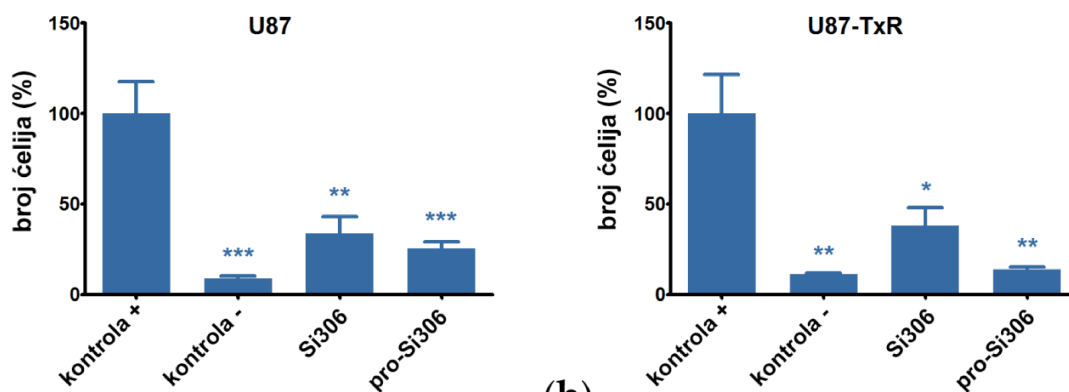 U87
broj ćelija (%)
150
100
50
0
***
**
***
kontrola +
kontrola -
Si306
pro-Si306
U87-TxR
broj ćelija (%)
150
100
50
0
**
*
**
kontrola +
kontrola -
Si306
pro-Si306
(b)